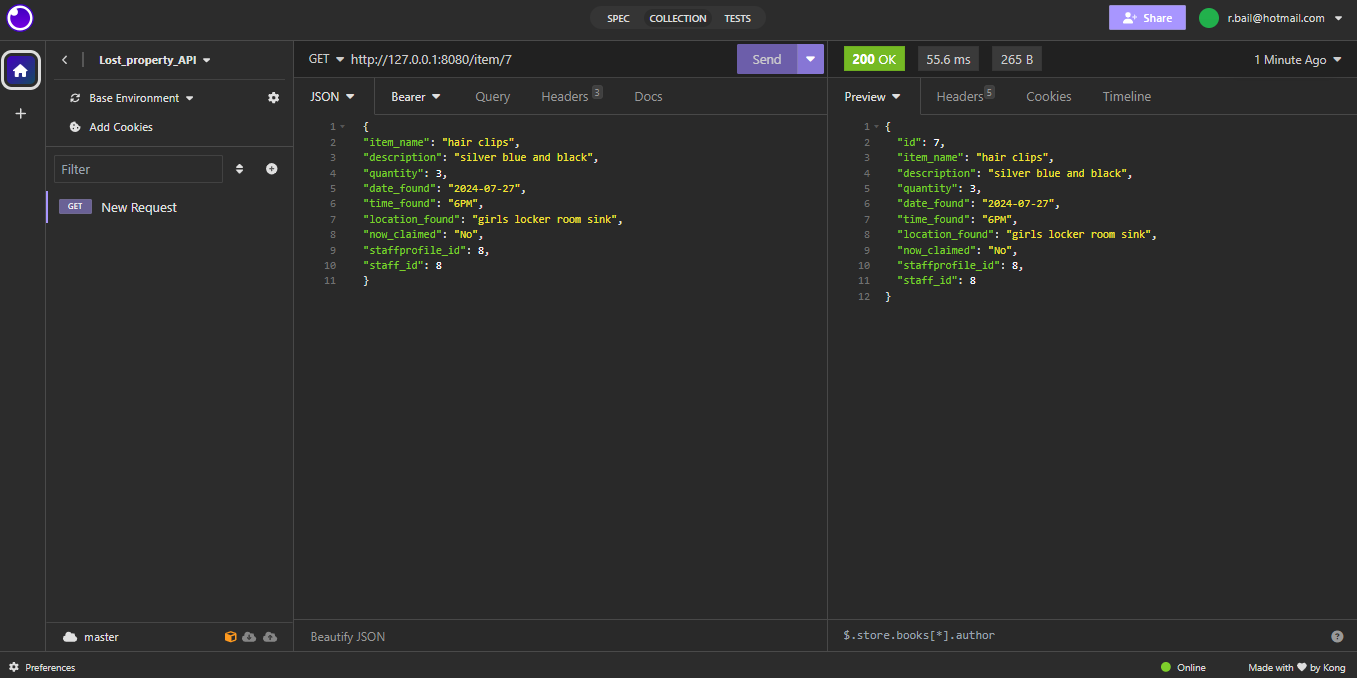 SPEC COLLECTION TESTS
Share
r.bail@hotmail.com
Lost_property_API
Base Environment
Add Cookies
Filter
GET New Request
master
Preferences
GET http://127.0.0.1:8080/item/7
Send
JSON Bearer Query Headers 3 Docs
1 {
2 "item_name": "hair clips",
3 "description": "silver blue and black",
4 "quantity": 3,
5 "date_found": "2024-07-27",
6 "time_found": "6PM",
7 "location_found": "girls locker room sink",
8 "now_claimed": "No",
9 "staffprofile_id": 8,
10 "staff_id": 8
11 }
Beautify JSON
200 OK 55.6 ms 265 B 1 Minute Ago
Preview Headers 5 Cookies Timeline
1 {
2 "id": 7,
3 "item_name": "hair clips",
4 "description": "silver blue and black",
5 "quantity": 3,
6 "date_found": "2024-07-27",
7 "time_found": "6PM",
8 "location_found": "girls locker room sink",
9 "now_claimed": "No",
10 "staffprofile_id": 8,
11 "staff_id": 8
12 }
$.store.books[*].author
?
Online
Made with ♥ by Kong